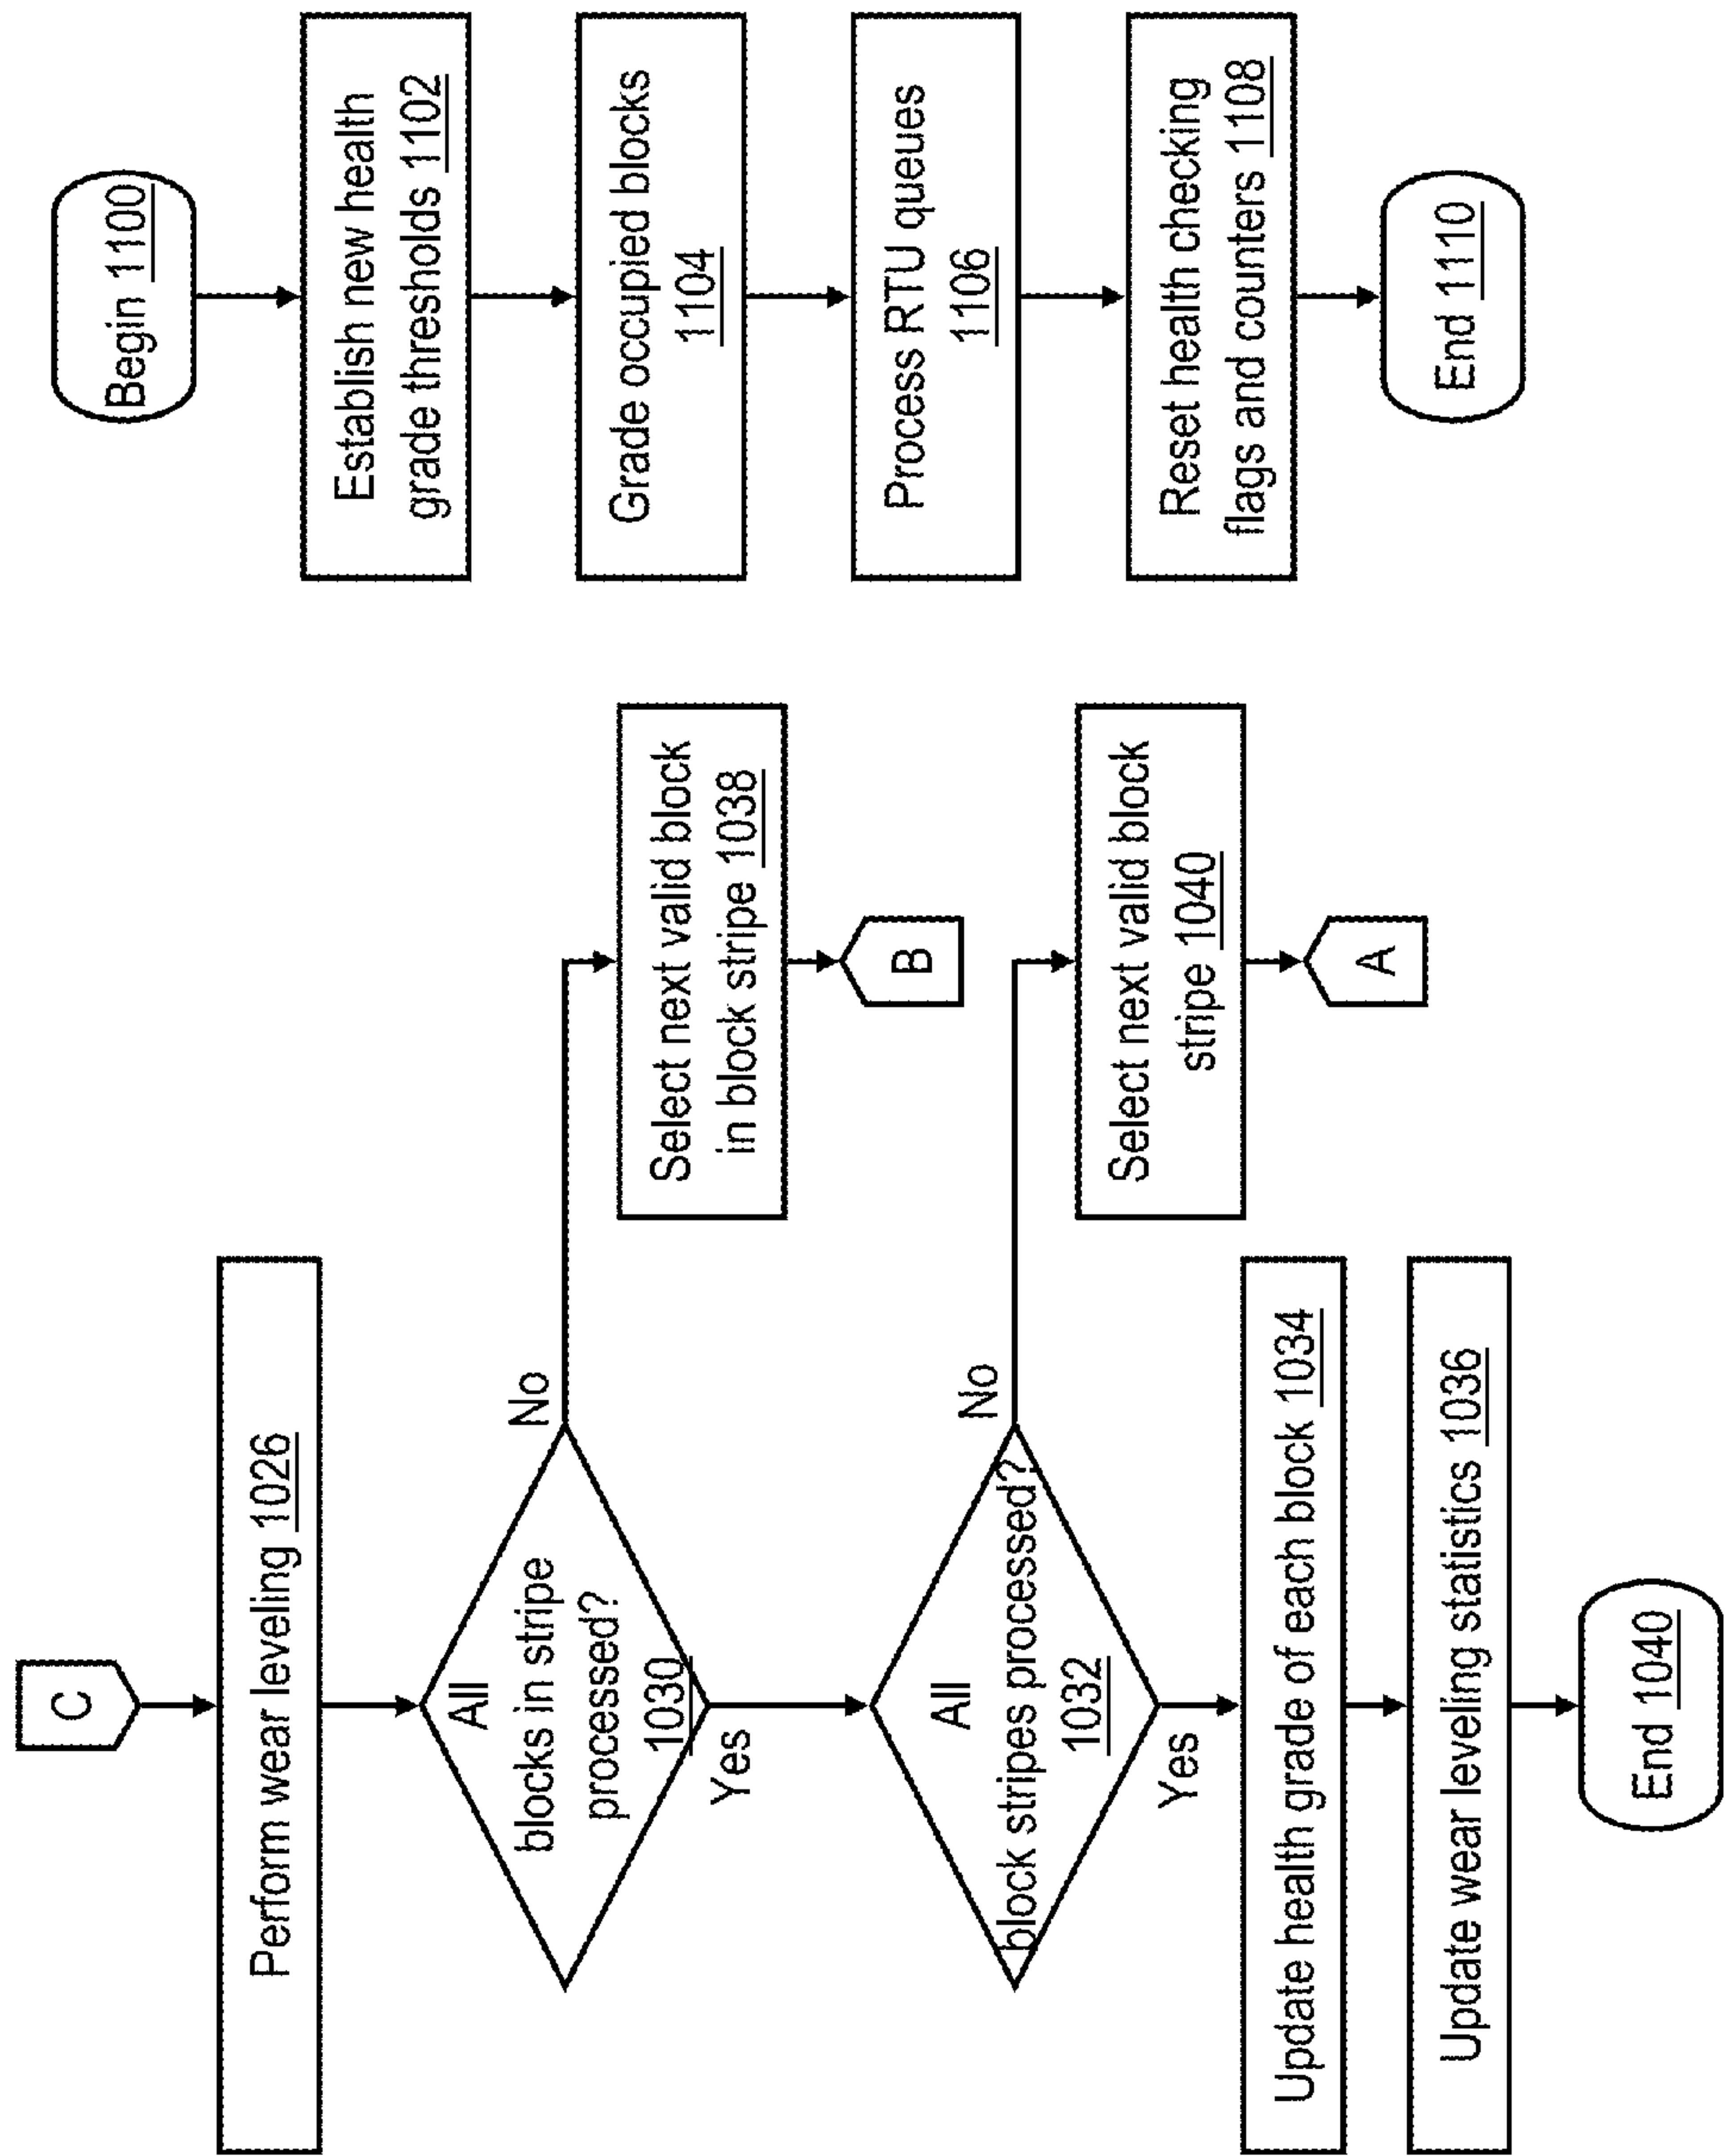 C
Perform wear leveling 1026
All
blocks in stripe
processed?
1030
No
Yes
Select next valid block
in block stripe 1038
B
All
block stripes processed?
1032
No
Yes
Select next valid block
stripe 1040
A
Update health grade of each block 1034
Update wear leveling statistics 1036
End 1040
Begin 1100
Establish new health
grade thresholds 1102
Grade occupied blocks
1104
Process RTU queues
1106
Reset health checking
flags and counters 1108
End 1110